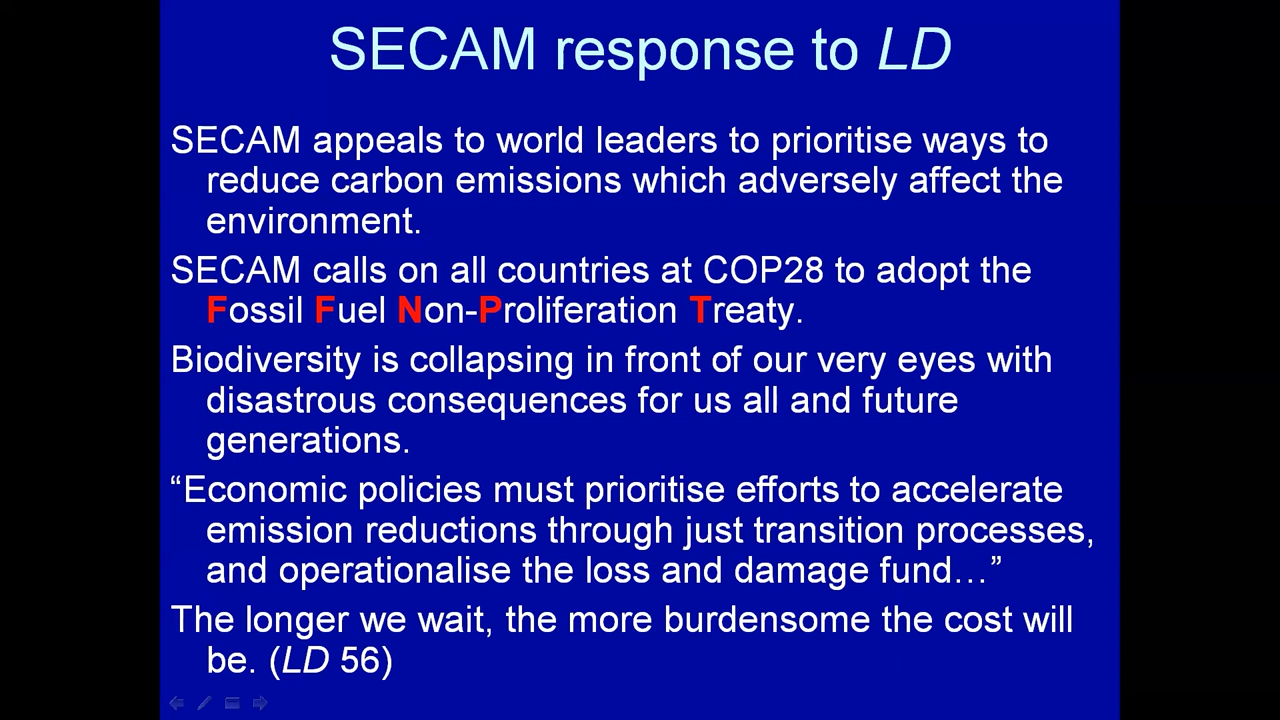 SECAM response to LD
SECAM appeals to world leaders to prioritise ways to
reduce carbon emissions which adversely affect the
environment.
SECAM calls on all countries at COP28 to adopt the
Fossil Fuel Non-Proliferation Treaty.
Biodiversity is collapsing in front of our very eyes with
disastrous consequences for us all and future
generations.
“Economic policies must prioritise efforts to accelerate
emission reductions through just transition processes,
and operationalise the loss and damage fund…”
The longer we wait, the more burdensome the cost will
be. (LD 56)